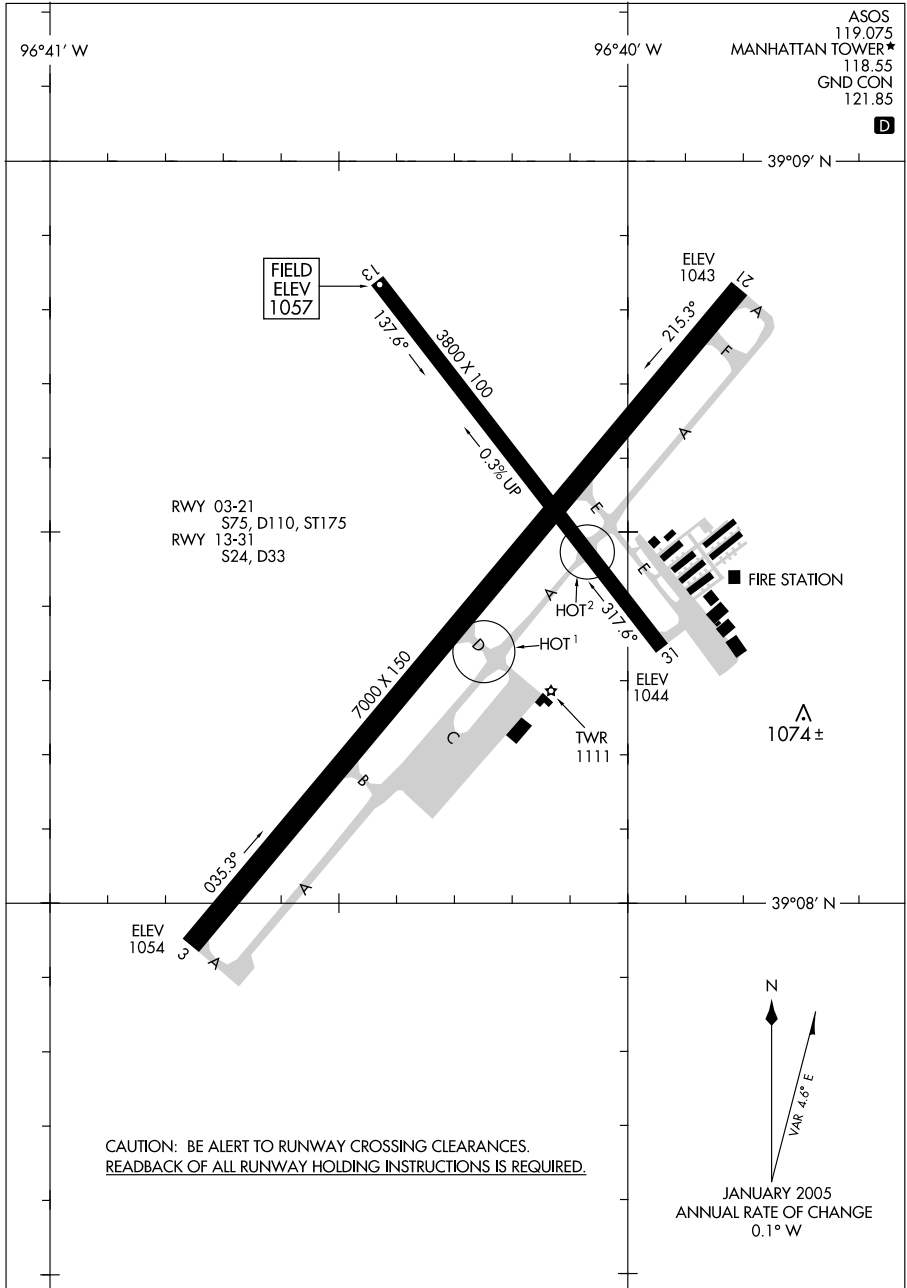 ASOS
119.075
96°41' W
96°40' W
MANHATTAN TOWER★
118.55
GND CON
121.85
D
39°09' N
FIELD
ELEV
1057
13
ELEV
1043
21
137.6°
3800 X 100
215.3°
A
F
A
0.3% UP
RWY 03-21
S75, D110, ST175
RWY 13-31
S24, D33
E
E
FIRE STATION
A
HOT²
317.6°
D
HOT¹
31
ELEV
1044
7000 X 150
C
TWR
1111
1074 ±
B
035.3°
A
39°08' N
ELEV
1054
3
A
N
VAR 4.6° E
CAUTION: BE ALERT TO RUNWAY CROSSING CLEARANCES.
READBACK OF ALL RUNWAY HOLDING INSTRUCTIONS IS REQUIRED.
JANUARY 2005
ANNUAL RATE OF CHANGE
0.1° W